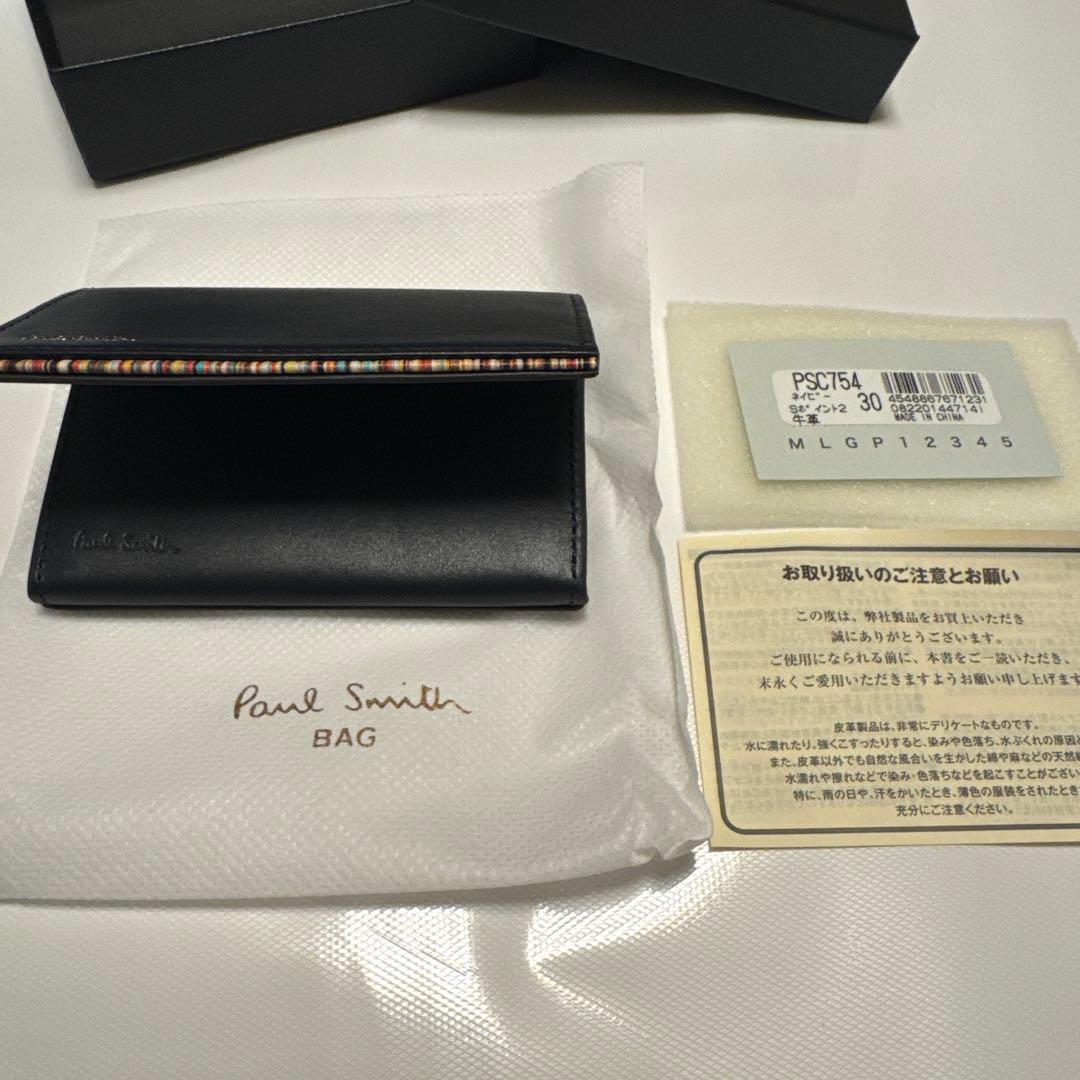 Paul Smith
Paul Smith
Paul Smith
BAG
PSC754
ネイビー
Sポイント2 30
牛革
4548867671231
082201447141
MADE IN CHINA
M L G P 1 2 3 4 5
お取り扱いのご注意とお願い
この度は、弊社製品をお買上いただき
誠にありがとうございます。
ご使用になられる前に、本書をご一読いただき、
末永くご愛用いただきますようお願い申し上げます
皮革製品は、非常にデリケートなものです。
水に濡れたり、強くこすったりすると、染みや色落ち、水ぶくれの原因と
また、皮革以外でも自然な風合いを生かした綿や麻などの天然
水濡れや擦れなどで染み・色落ちなどを起こすことがござい
特に、雨の日や、汗をかいたとき、薄色の服装をされたとき
充分にご注意ください。